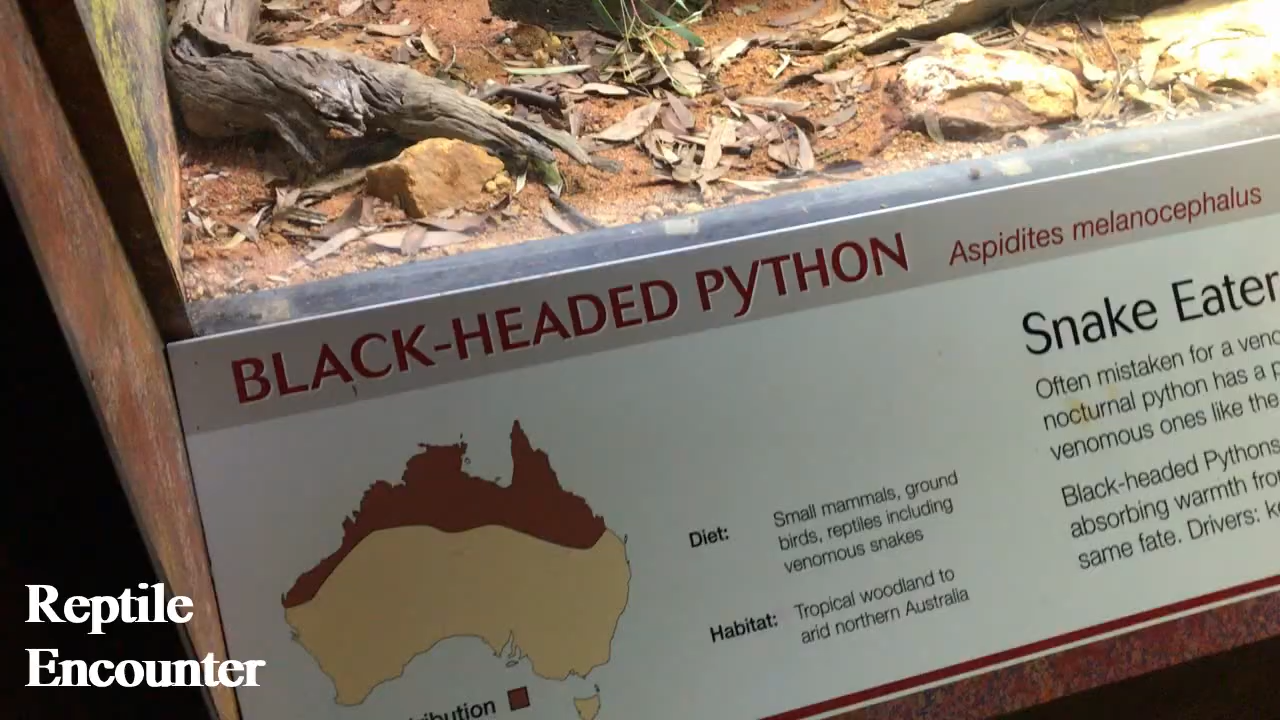 BLACK-HEADED PYTHON Aspidites melanocephalus
Diet: Small mammals, ground
birds, reptiles including
venomous snakes
Habitat: Tropical woodland to
arid northern Australia
Snake Eater
Often mistaken for a
nocturnal python has a
venomous ones like the
Black-headed Pythons
absorbing warmth
same fate. Drivers:
Reptile
Encounter